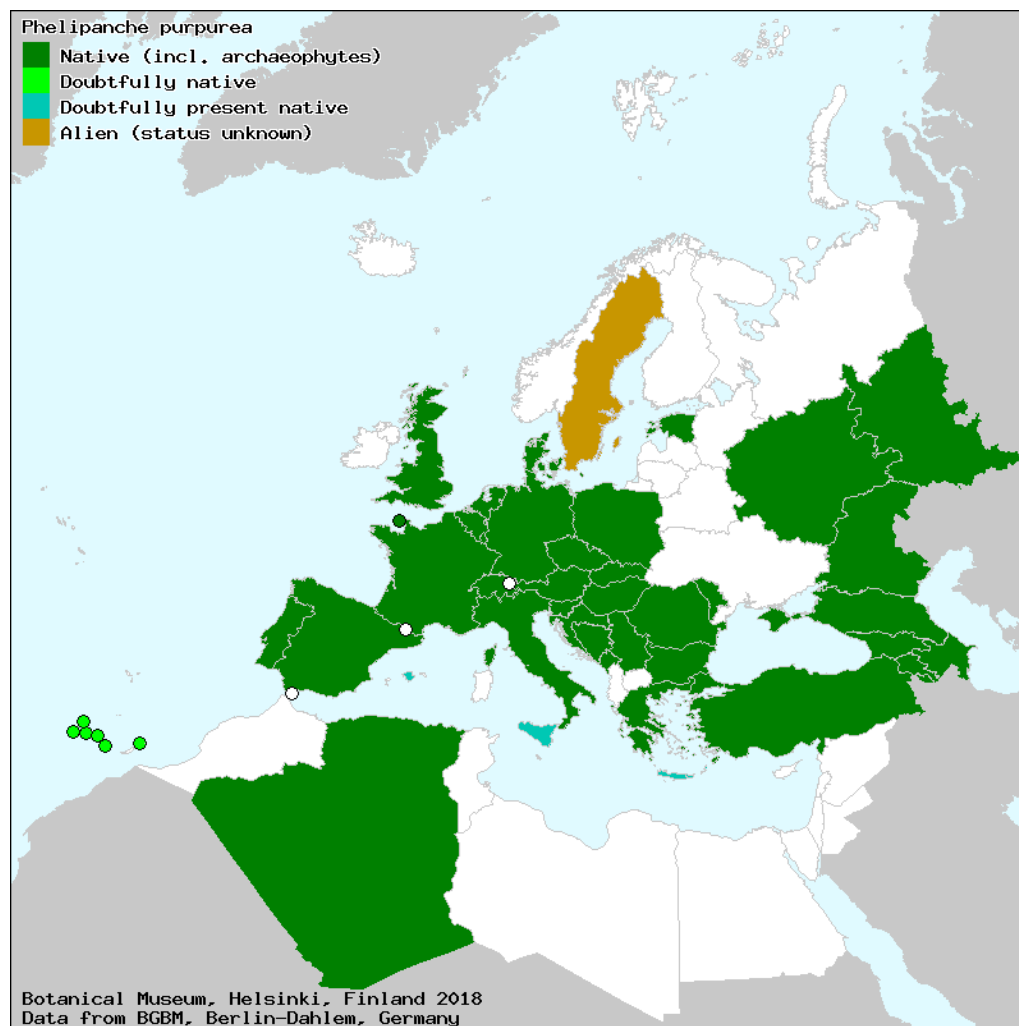 Phelipanche purpurea
Native (incl. archaeophytes)
Doubtfully native
Doubtfully present native
Alien (status unknown)
Botanical Museum, Helsinki, Finland 2018
Data from BGBM, Berlin-Dahlem, Germany